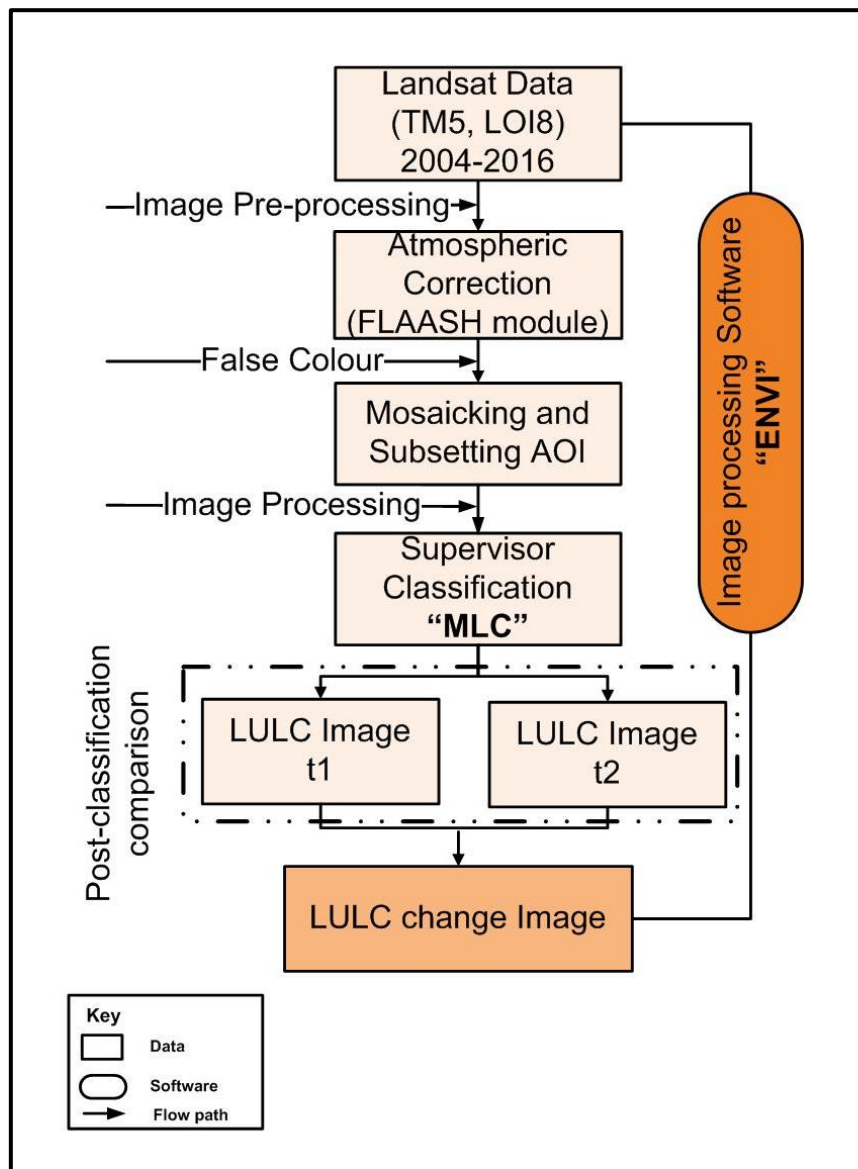 Landsat Data
(TM5, LOI8)
2004-2016
Image Pre-processing
Atmospheric
Correction
(FLAASH module)
False Colour
Mosaicking and
Subsetting AOI
Image Processing
Supervisor
Classification
“MLC”
Image processing Software
“ENVI”
Post-classification
comparison
LULC Image
t1
LULC Image
t2
LULC change Image
Key
Data
Software
Flow path